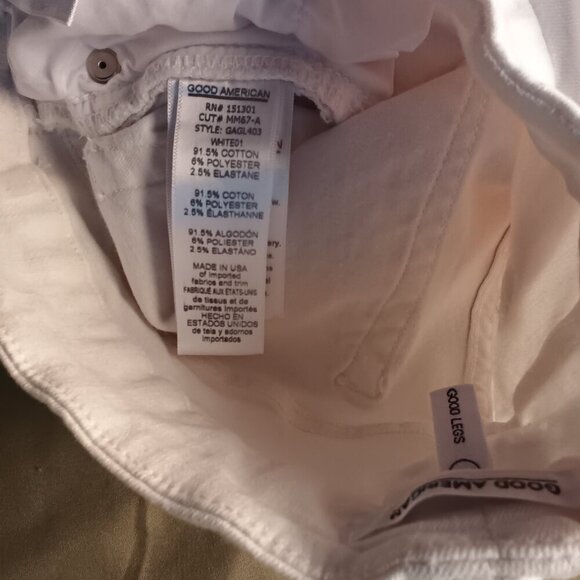 GOOD AMERICAN
RN# 151301
CUT# MM67-A
STYLE: GAGL403
WHITE01
91.5% COTTON
6% POLYESTER
2.5% ELASTANE
91.5% COTON
6% POLYESTER
2.5% ÉLASTHANNE
91.5% ALGODÓN
6% POLIESTER
2.5% ELASTÁNO
MADE IN USA
of imported
fabrics and trim
FABRIQUÉ AUX ETATS-UNIS
de tissus et de
garnitures importés
HECHO EN
ESTADOS UNIDOS
de tela y adornos
importados
GOOD LEGS
GOOD AMERICAN